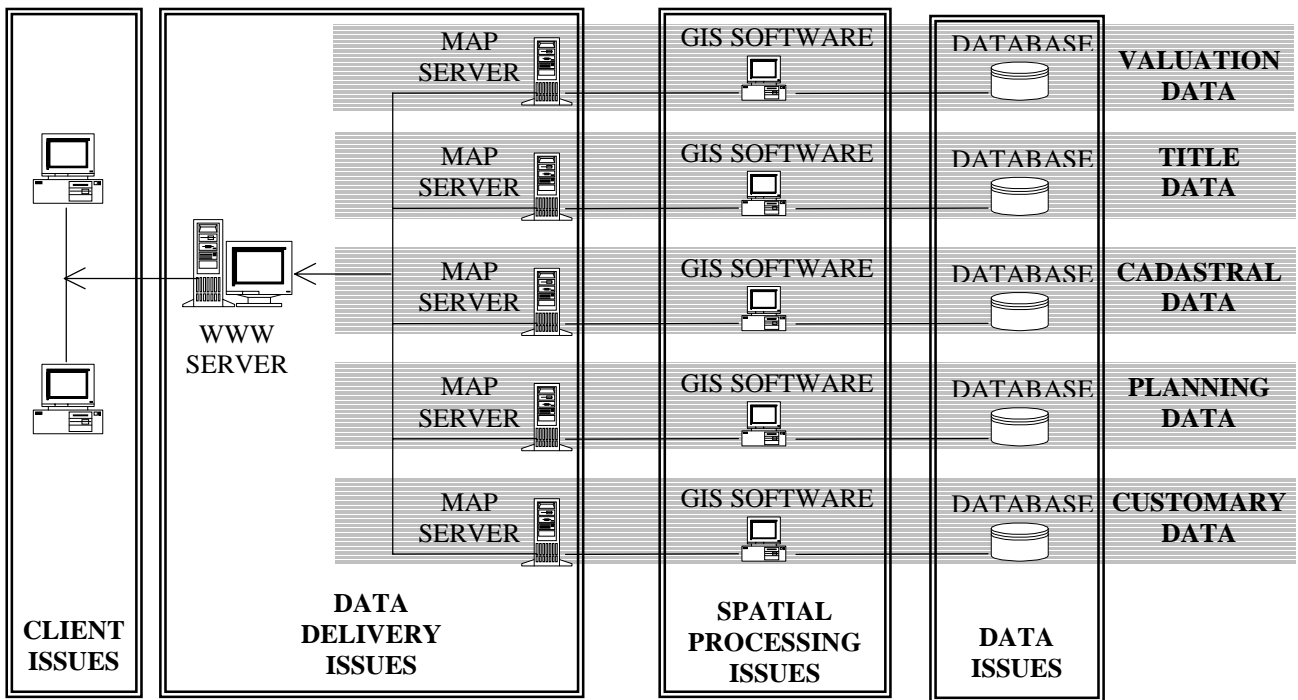 MAP
SERVER
GIS SOFTWARE
DATABASE
VALUATION
DATA
MAP
SERVER
GIS SOFTWARE
DATABASE
TITLE
DATA
MAP
SERVER
GIS SOFTWARE
DATABASE
CADASTRAL
DATA
WWW
SERVER
MAP
SERVER
GIS SOFTWARE
DATABASE
PLANNING
DATA
MAP
SERVER
GIS SOFTWARE
DATABASE
CUSTOMARY
DATA
CLIENT
ISSUES
DATA
DELIVERY
ISSUES
SPATIAL
PROCESSING
ISSUES
DATA
ISSUES